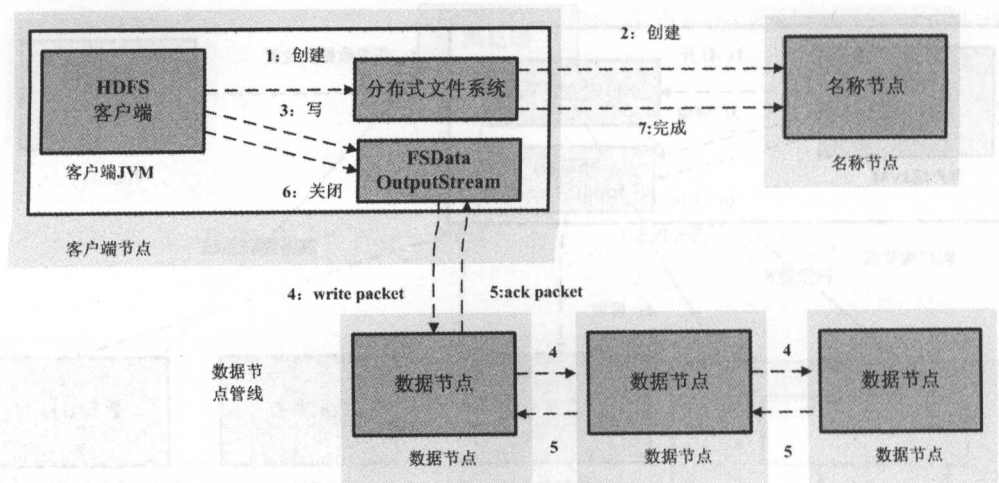 1：创建
2：创建
HDFS
客户端
分布式文件系统
名称节点
3：写
7:完成
FSData
OutputStream
客户端JVM
名称节点
6：关闭
客户端节点
4：write packet
5:ack packet
数据节
点管线
数据节点
4
数据节点
4
数据节点
5
5
数据节点
数据节点
数据节点